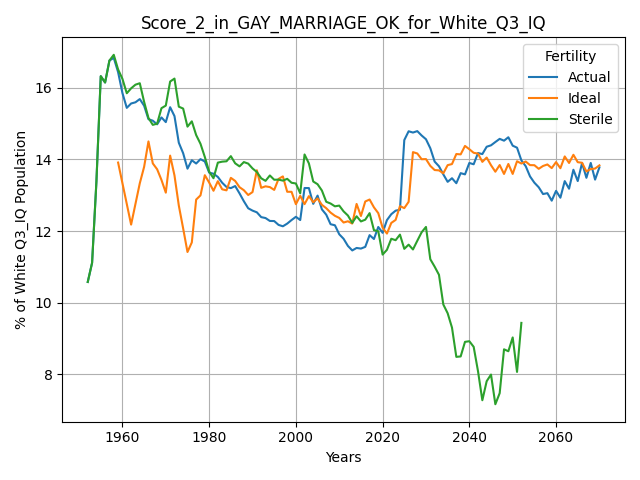 Score_2_in_GAY_MARRIAGE_OK_for_White_Q3_IQ
% of White Q3_IQ Population
16
14
12
10
8
Fertility
Actual
Ideal
Sterile
1960 1980 2000 2020 2040 2060
Years